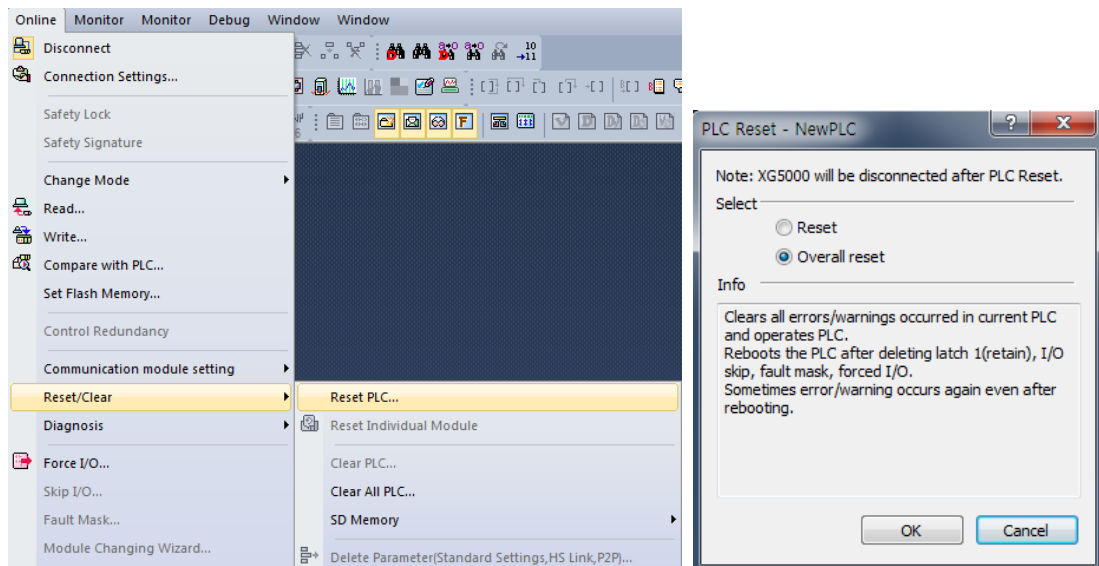 Online Monitor Monitor Debug Window Window
Disconnect
Connection Settings...
Safety Lock
Safety Signature
Change Mode
Read...
Write...
Compare with PLC...
Set Flash Memory...
Control Redundancy
Communication module setting
Reset/Clear
Diagnosis
Force I/O...
Skip I/O...
Fault Mask...
Module Changing Wizard...
Reset PLC...
Reset Individual Module
Clear PLC...
Clear All PLC...
SD Memory
Delete Parameter(Standard Settings,HS Link,P2P)...
PLC Reset - NewPLC
Note: XG5000 will be disconnected after PLC Reset.
Select
Reset
Overall reset
Info
Clears all errors/warnings occurred in current PLC
and operates PLC.
Reboots the PLC after deleting latch 1(retain), I/O
skip, fault mask, forced I/O.
Sometimes error/warning occurs again even after
rebooting.
OK Cancel